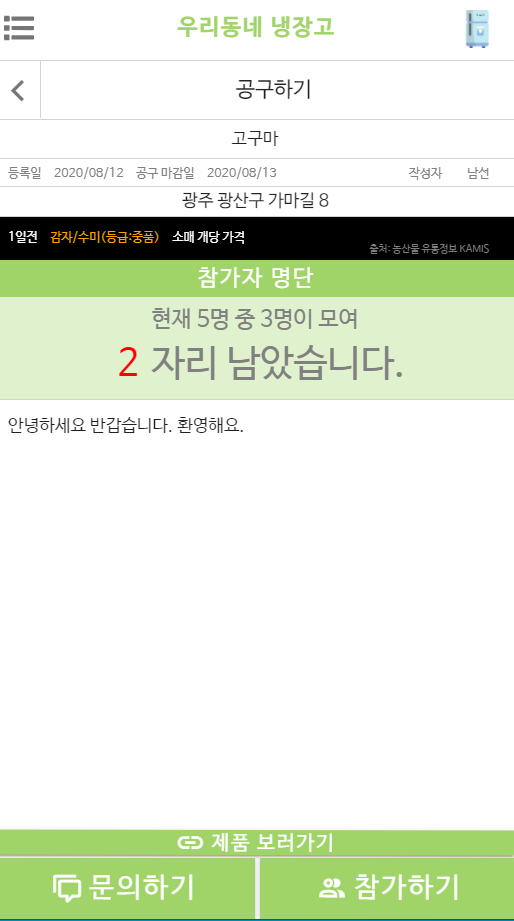 우리동네 냉장고
공구하기
고구마
등록일 2020/08/12 공구 마감일 2020/08/13 작성자 남선
광주 광산구 가마길 8
1일전 감자/수미(등급:중품) 소매 개당 가격
출처: 농산물 유통정보 KAMIS
참가자 명단
현재 5명 중 3명이 모여
2 자리 남았습니다.
안녕하세요 반갑습니다. 환영해요.
제품 보러가기
문의하기 참가하기